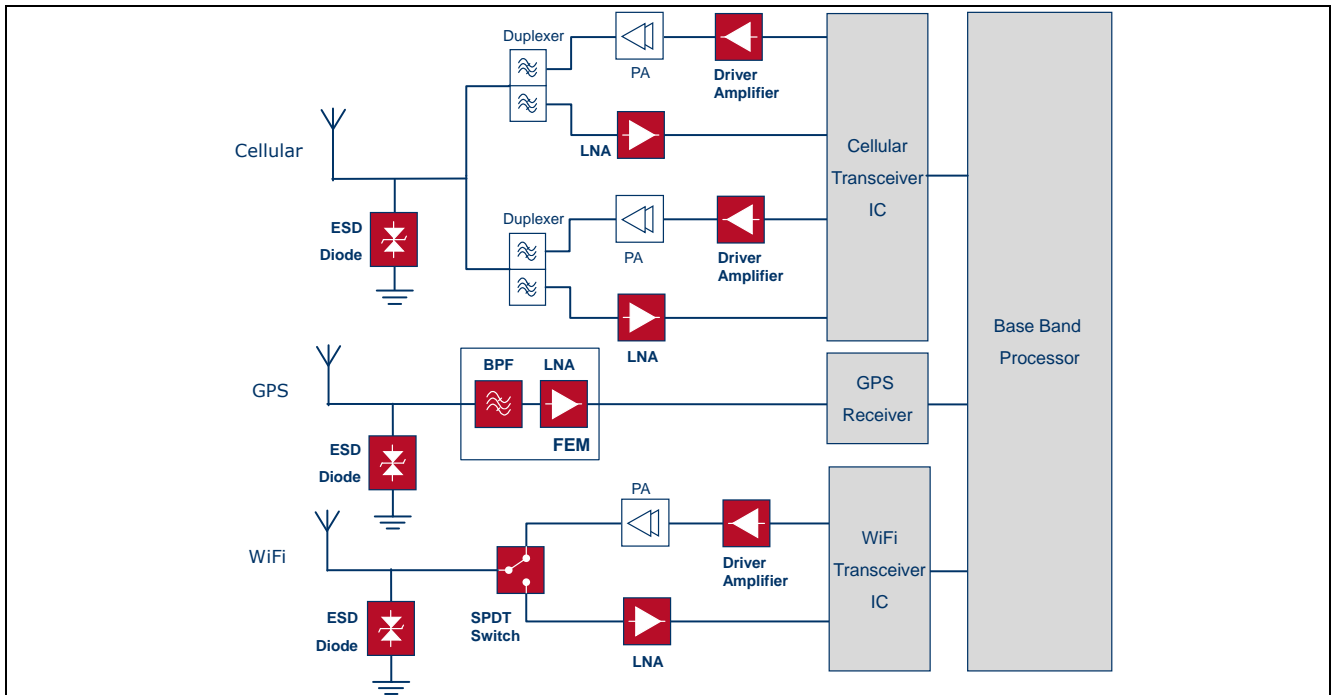 Duplexer
PA
Driver
Amplifier
Cellular
LNA
Cellular
Transceiver
IC
ESD
Diode
Duplexer
PA
Driver
Amplifier
LNA
Base Band
Processor
GPS
BPF
LNA
FEM
GPS
Receiver
ESD
Diode
WiFi
PA
Driver
Amplifier
WiFi
Transceiver
IC
SPDT
Switch
LNA
ESD
Diode